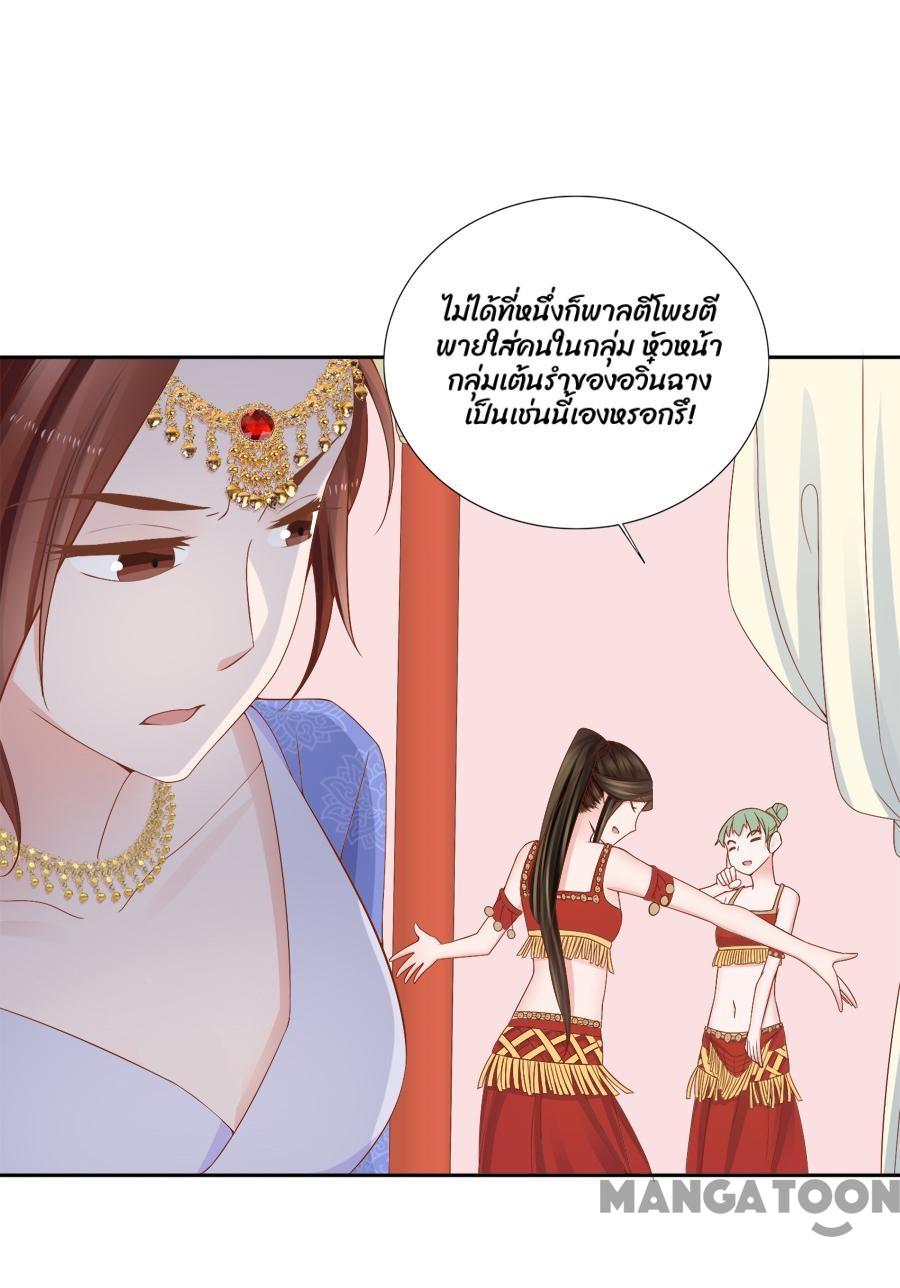 ไม่ได้ที่หนึ่งก็พาลตีโพยตี
พายใส่คนในกลุ่ม หัวหน้า
กลุ่มเต้นรำของอวิ๋นฉาง
เป็นเช่นนี้เองหรอกรึ!
MANGATOON